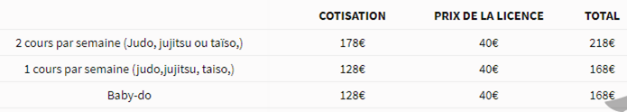 COTISATION PRIX DE LA LICENCE TOTAL
2 cours par semaine (Judo, jujitsu ou taïso,) 178€ 40€ 218€
1 cours par semaine (judo,jujitsu, taiso,) 128€ 40€ 168€
Baby-do 128€ 40€ 168€